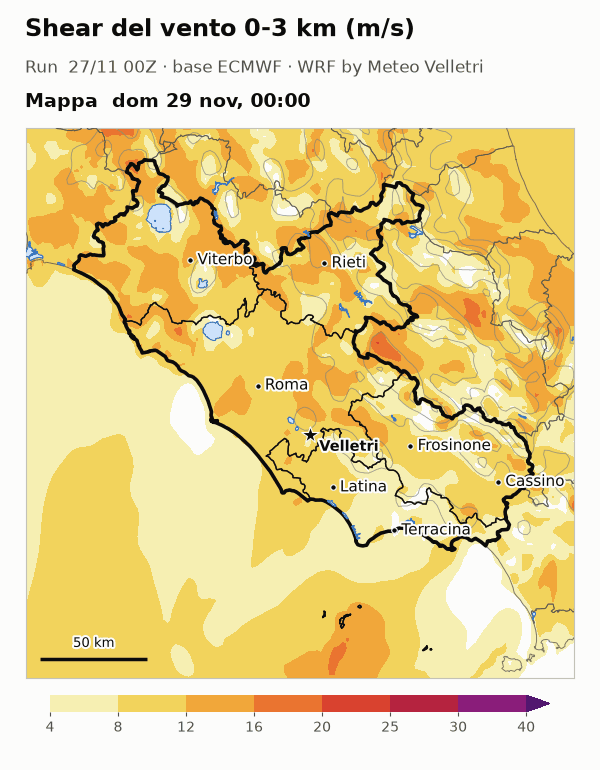 Shear del vento 0-3 km (m/s)
Run  27/11 00Z · base ECMWF · WRF by Meteo Velletri
Mappa  dom 29 nov, 00:00
Viterbo
Rieti
Roma
Velletri
Frosinone
Cassino
Latina
Terracina
50 km
4 8 12 16 20 25 30 40